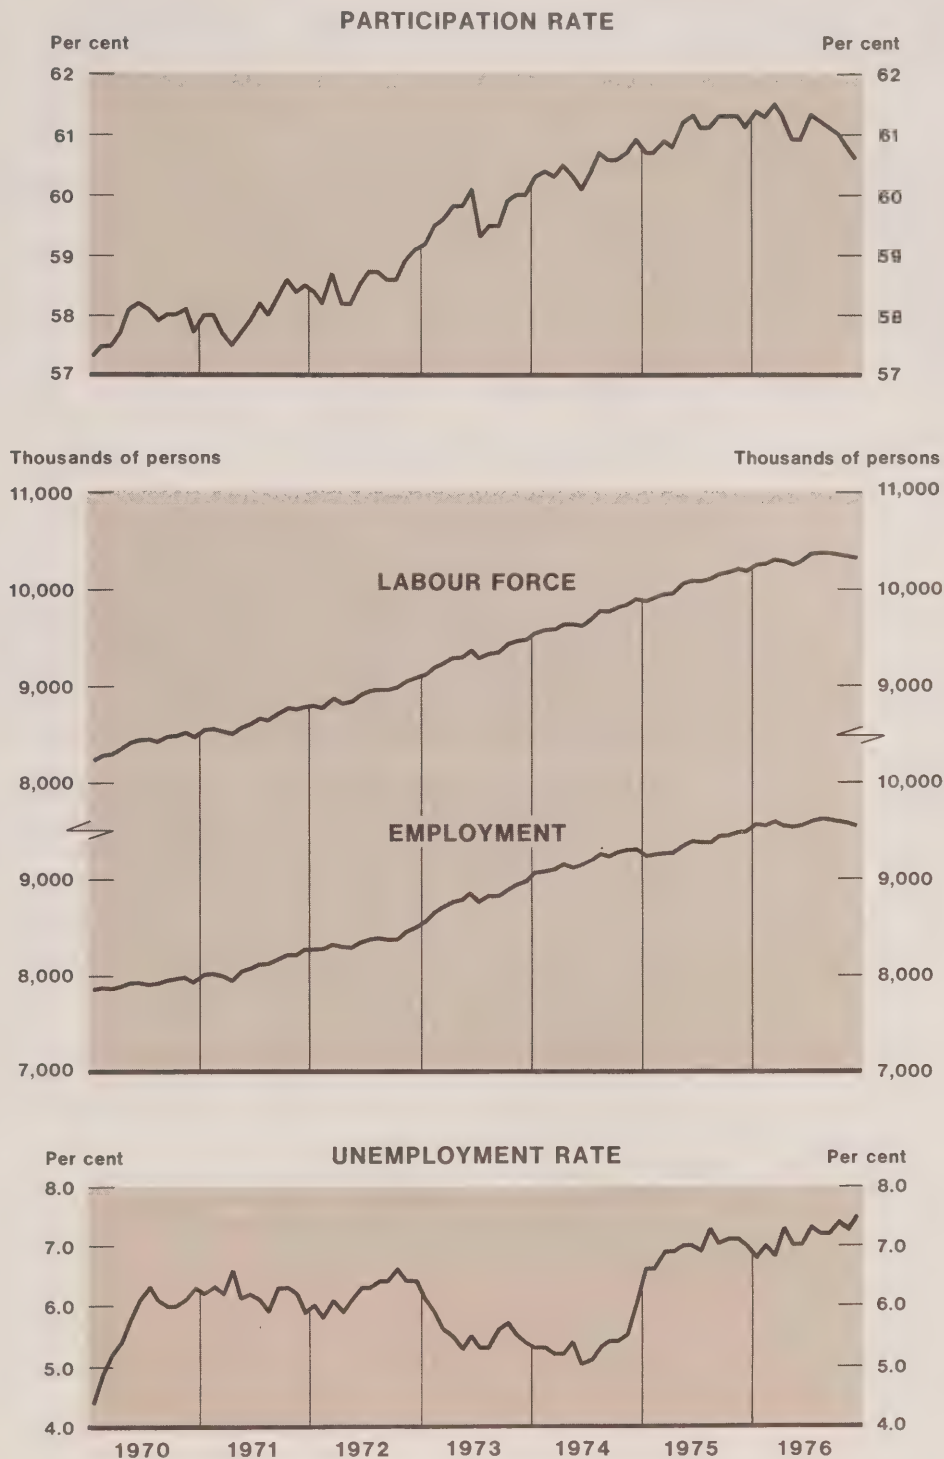 PARTICIPATION RATE
Per cent Per cent
62 62
61 61
60 60
59 59
58 58
57 57
Thousands of persons Thousands of persons
11,000 11,000
10,000 10,000
LABOUR FORCE
9,000 9,000
8,000 10,000
EMPLOYMENT
9,000 9,000
8,000 8,000
7,000 7,000
UNEMPLOYMENT RATE
Per cent Per cent
8.0 8.0
7.0 7.0
6.0 6.0
5.0 5.0
4.0 4.0
1970 1971 1972 1973 1974 1975 1976